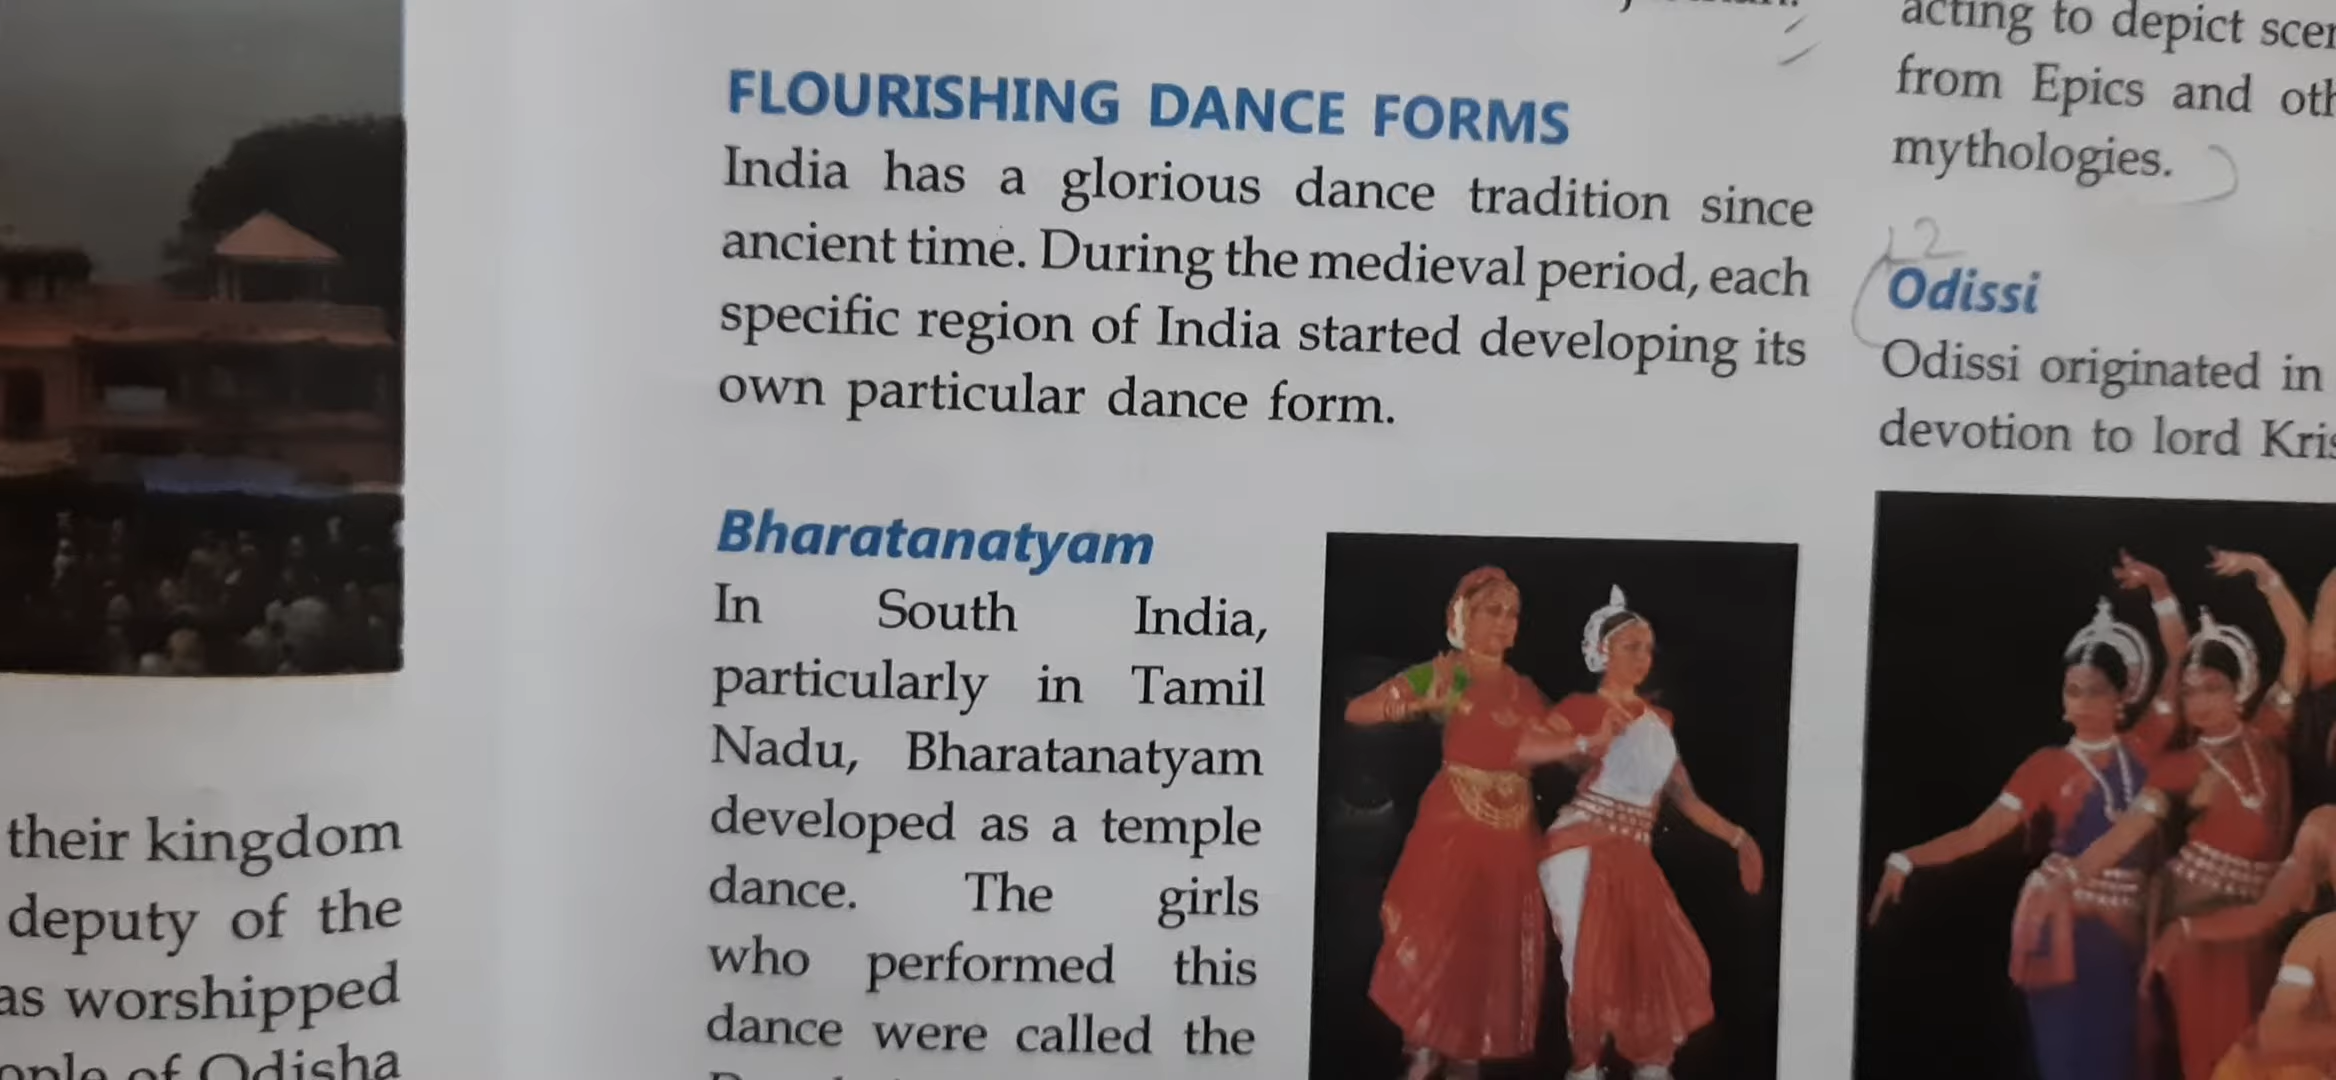 their kingdom
deputy of the
as worshipped
of Odisha
FLOURISHING DANCE FORMS
India has a glorious dance tradition since
ancient time. During the medieval period, each
specific region of India started developing its
own particular dance form.
Bharatanatyam
In South India,
particularly in Tamil
Nadu, Bharatanatyam
developed as a temple
dance. The girls
who performed this
dance were called the
acting to depict
from Epics and
mythologies.
12
Odissi
Odissi originated in
devotion to lord